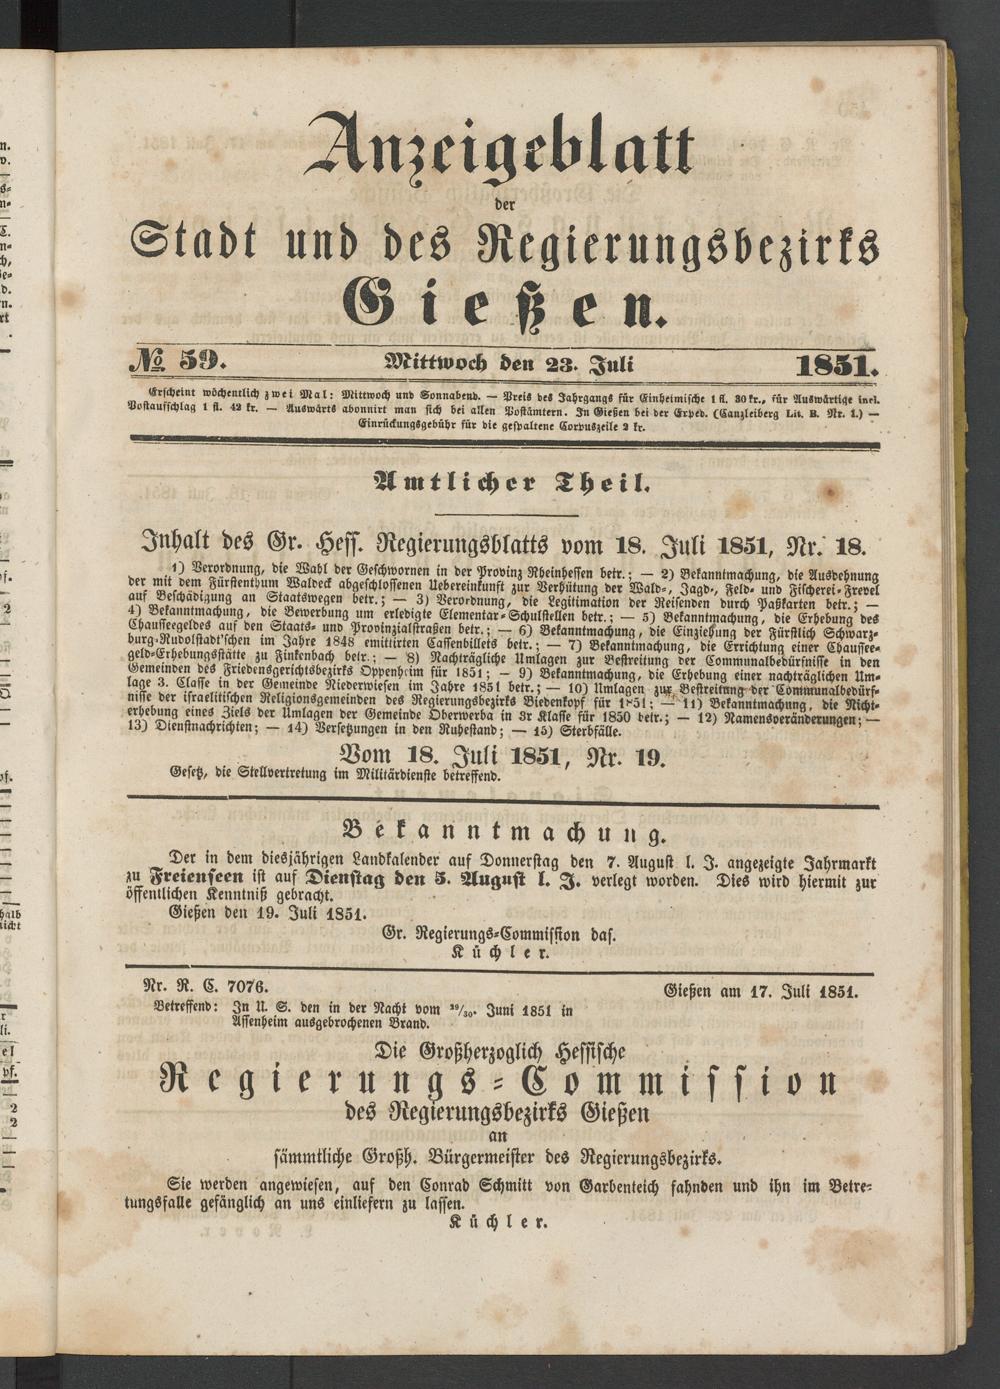 Anzeigeblatt
der
Stadt und des Regierungsbezirks
Gießen.
№ 59. Mittwoch den 23. Juli 1851.
Erscheint wöchentlich zwei Mal: Mittwoch und Sonnabend. — Preis des Jahrgangs für Einheimische 1 fl. 30 kr., für Auswärtige incl.
Postaufschlag 1 fl. 42 kr. — Auswärts abonnirt man sich bei allen Postämtern. In Gießen bei der Exped. (Canzleiberg Lit. B. Nr. 1.) —
Einrückungsgebühr für die gespaltene Corpuszeile 2 kr.
Amtlicher Theil.
Inhalt des Gr. Hess. Regierungsblatts vom 18. Juli 1851, Nr. 18.
1) Verordnung, die Wahl der Geschwornen in der Provinz Rheinhessen betr.; — 2) Bekanntmachung, die Ausdehnung
der mit dem Fürstenthum Waldeck abgeschlossenen Uebereinkunft zur Verhütung der Wald-, Jagd-, Feld- und Fischerei-Frevel
auf Beschädigung an Staatswegen betr.; — 3) Verordnung, die Legitimation der Reisenden durch Paßkarten betr.; —
4) Bekanntmachung, die Bewerbung um erledigte Elementar-Schulstellen betr.; — 5) Bekanntmachung, die Erhebung des
Chausseegeldes auf den Staats- und Provinzialstraßen betr.; — 6) Bekanntmachung, die Einziehung der Fürstlich Schwarz-
burg-Rudolstadt'schen im Jahre 1848 emittirten Cassenbillets betr.; — 7) Bekanntmachung, die Errichtung einer Chaussee-
geld-Erhebungsstätte zu Finkenbach betr.; — 8) Nachträgliche Umlagen zur Bestreitung der Communalbedürfnisse in den
Gemeinden des Friedensgerichtsbezirks Oppenheim für 1851; — 9) Bekanntmachung, die Erhebung einer nachträglichen Um-
lage 3. Classe in der Gemeinde Niederwiesen im Jahre 1851 betr.; — 10) Umlagen zur Bestreitung der Communalbedürf-
nisse der israelitischen Religionsgemeinden des Regierungsbezirks Biedenkopf für 1851; — 11) Bekanntmachung, die Nicht-
erhebung eines Ziels der Umlagen der Gemeinde Oberwerba in 3r Klasse für 1850 betr.; — 12) Namensveränderungen; —
13) Dienstnachrichten; — 14) Versetzungen in den Ruhestand; — 15) Sterbfälle.
Vom 18. Juli 1851, Nr. 19.
Gesetz, die Stellvertretung im Militärdienste betreffend.
Bekanntmachung.
Der in dem diesjährigen Landkalender auf Donnerstag den 7. August l. J. angezeigte Jahrmarkt
zu Freienseen ist auf Dienstag den 5. August l. J. verlegt worden. Dies wird hiermit zur
öffentlichen Kenntniß gebracht.
Gießen den 19. Juli 1851.
Gr. Regierungs-Commission das.
Küchler.
Nr. R. C. 7076. Gießen am 17. Juli 1851.
Betreffend: In U. S. den in der Nacht vom 29/30. Juni 1851 in
Assenheim ausgebrochenen Brand.
Die Großherzoglich Hessische
Regierungs-Commission
des Regierungsbezirks Gießen
an
sämmtliche Großh. Bürgermeister des Regierungsbezirks.
Sie werden angewiesen, auf den Conrad Schmitt von Garbenteich fahnden und ihn im Betre-
tungsfalle gefänglich an uns einliefern zu lassen.
Küchler.